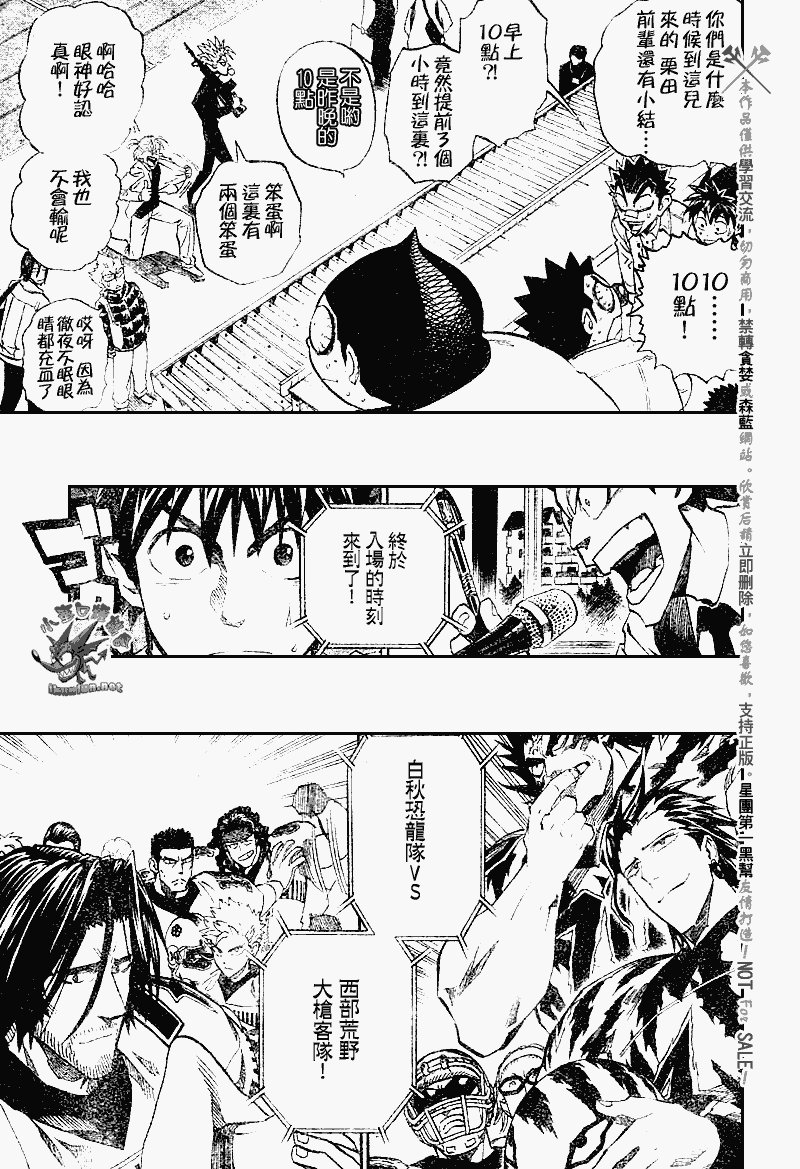 你們是什麼
時候到這兒
來的 栗母
前輩還有小結……
早上
10點?!
竟然提前3個
小時到這裏?!
不是喲
是昨晚的
10點
啊哈哈
眼神好認
真啊！
笨蛋啊
這裏有
兩個笨蛋
我也
不會輸呢
哎呀 因為
徹夜不眠眼
睛都充血了
10……
10點！
終於
入場的時刻
來到了！
白秋恐龍隊VS
西部荒野
大槍客隊！
本作品僅供學習交流，勿勿商用，禁轉貪婪或森藍網站。欣賞后請立即刪除，如您喜歡，支持正版。星團第一黑幫友情打造！NOT For SALE！